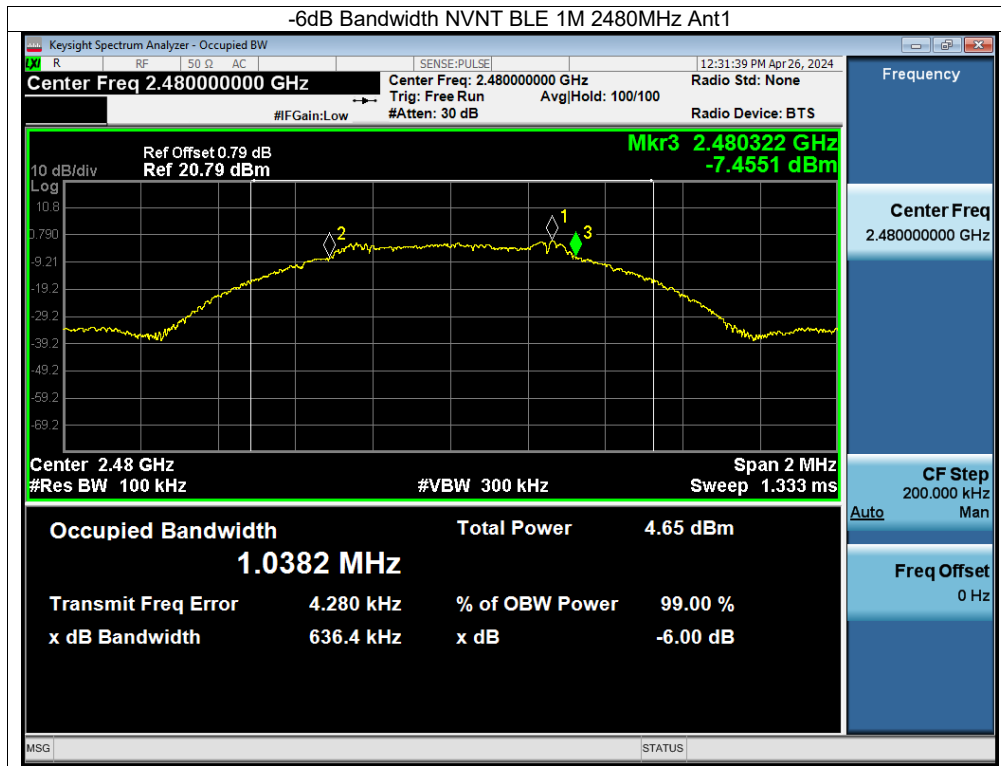 -6dB Bandwidth NVNT BLE 1M 2480MHz Ant1
Keysight Spectrum Analyzer - Occupied BW
LXI R RF 50 Ω AC SENSE:PULSE 12:31:39 PM Apr 26, 2024
Center Freq 2.480000000 GHz Center Freq: 2.480000000 GHz Radio Std: None
Trig: Free Run Avg|Hold: 100/100
#IFGain:Low #Atten: 30 dB Radio Device: BTS
Frequency
Mkr3 2.480322 GHz
-7.4551 dBm
Ref Offset 0.79 dB
10 dB/div Ref 20.79 dBm
Log
10.8
0.790
-9.21
-19.2
-29.2
-39.2
-49.2
-59.2
-69.2
1
2
3
Center 2.48 GHz Span 2 MHz
#Res BW 100 kHz #VBW 300 kHz Sweep 1.333 ms
Occupied Bandwidth Total Power 4.65 dBm
1.0382 MHz
Transmit Freq Error 4.280 kHz % of OBW Power 99.00 %
x dB Bandwidth 636.4 kHz x dB -6.00 dB
Center Freq
2.480000000 GHz
CF Step
200.000 kHz
Auto Man
Freq Offset
0 Hz
MSG STATUS